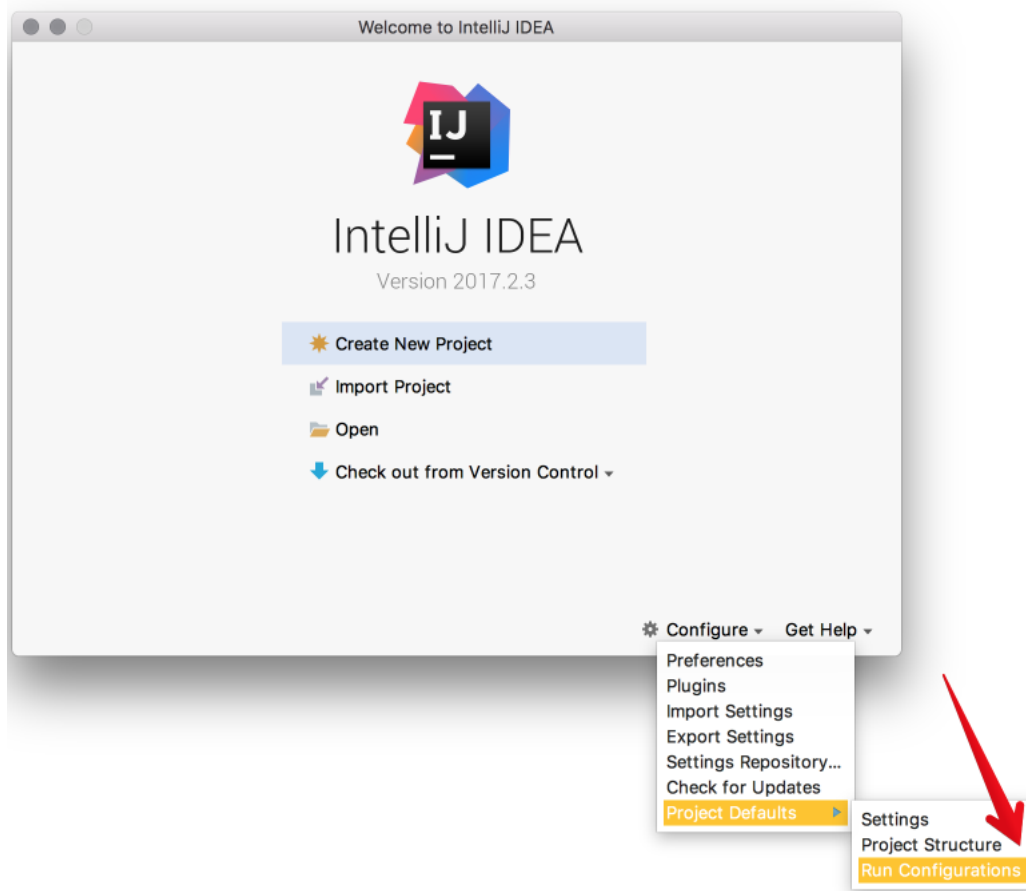 Welcome to IntelliJ IDEA
IJ
IntelliJ IDEA
Version 2017.2.3
Create New Project
Import Project
Open
Check out from Version Control
Configure Get Help
Preferences
Plugins
Import Settings
Export Settings
Settings Repository...
Check for Updates
Project Defaults
Settings
Project Structure
Run Configurations